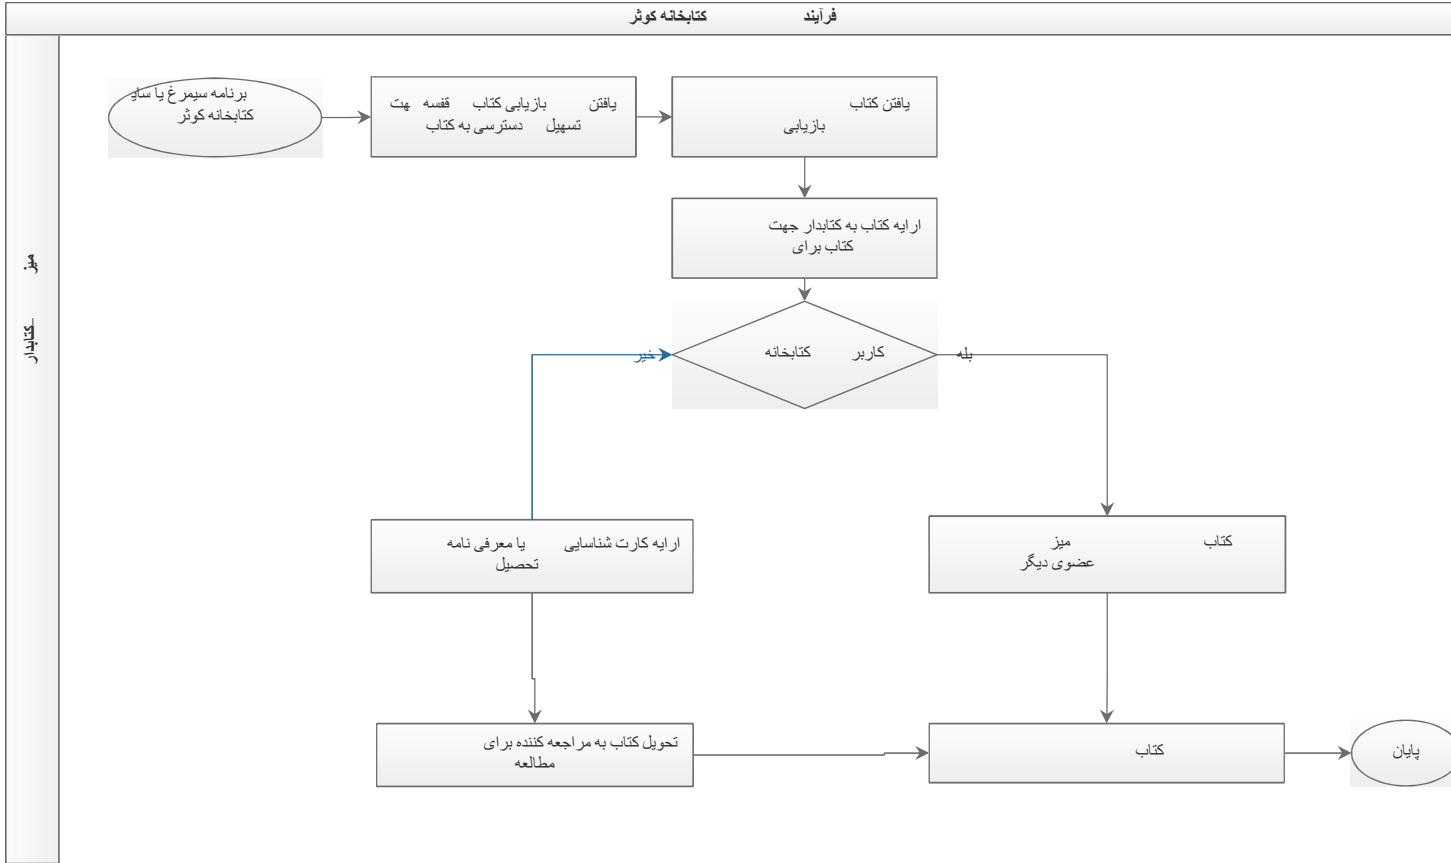 فرآیند کتابخانه کوثر
میز
کتابدار
برنامه سیمرغ یا سای
کتابخانه کوثر
یافتن بازیابی کتاب قفسه هت
تسهیل دسترسی به کتاب
یافتن کتاب
بازیابی
ارایه کتاب به کتابدار جهت
کتاب برای
کاربر کتابخانه
خیر
بله
ارایه کارت شناسایی یا معرفی نامه
تحصیل
کتاب میز
عضوی دیگر
تحویل کتاب به مراجعه کننده برای
مطالعه
کتاب
پایان